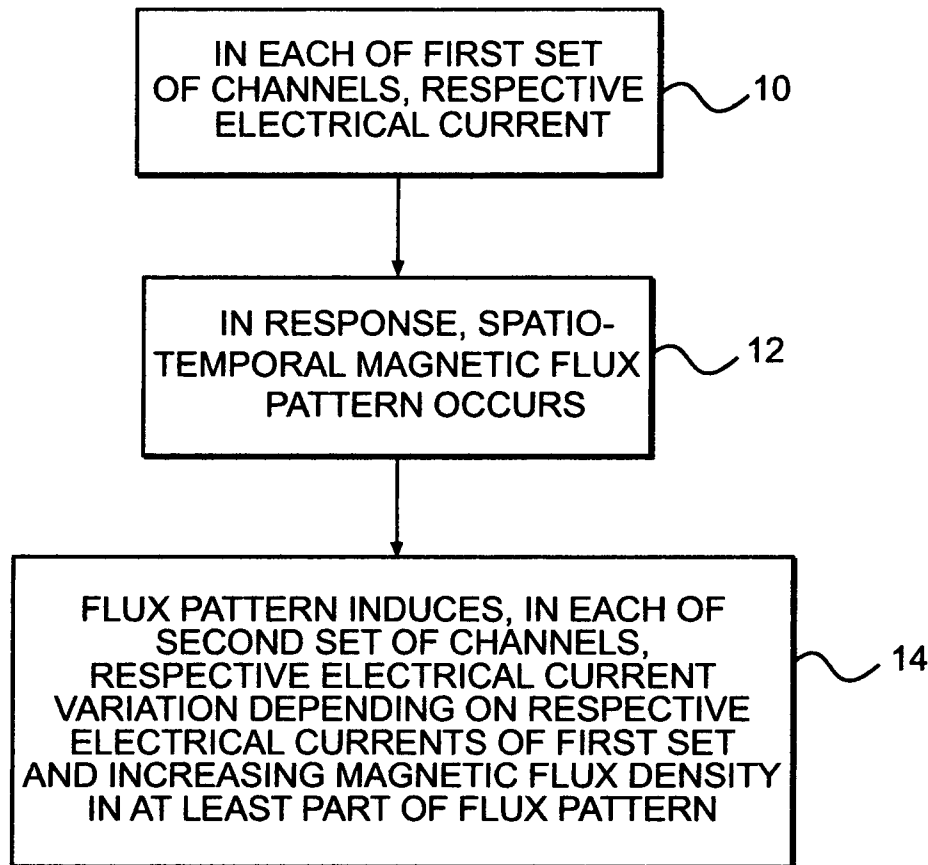 IN EACH OF FIRST SET
OF CHANNELS, RESPECTIVE
ELECTRICAL CURRENT
10
IN RESPONSE, SPATIO-
TEMPORAL MAGNETIC FLUX
PATTERN OCCURS
12
FLUX PATTERN INDUCES, IN EACH OF
SECOND SET OF CHANNELS,
RESPECTIVE ELECTRICAL CURRENT
VARIATION DEPENDING ON RESPECTIVE
ELECTRICAL CURRENTS OF FIRST SET
AND INCREASING MAGNETIC FLUX DENSITY
IN AT LEAST PART OF FLUX PATTERN
14